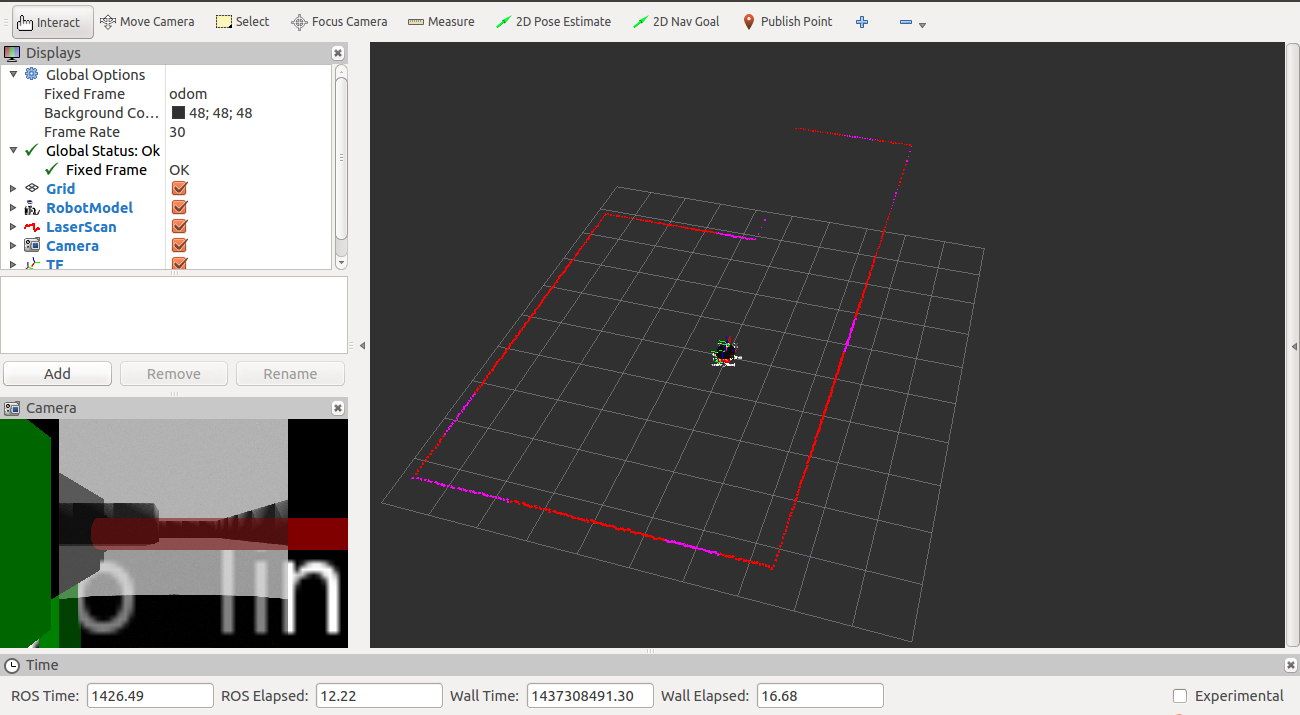 Interact Move Camera Select Focus Camera Measure 2D Pose Estimate 2D Nav Goal Publish Point
Displays
Global Options
Fixed Frame odom
Background Co... 48; 48; 48
Frame Rate 30
Global Status: Ok
Fixed Frame OK
Grid
RobotModel
LaserScan
Camera
TF
Add Remove Rename
Camera
o lin
Time
ROS Time: 1426.49 ROS Elapsed: 12.22 Wall Time: 1437308491.30 Wall Elapsed: 16.68 Experimental